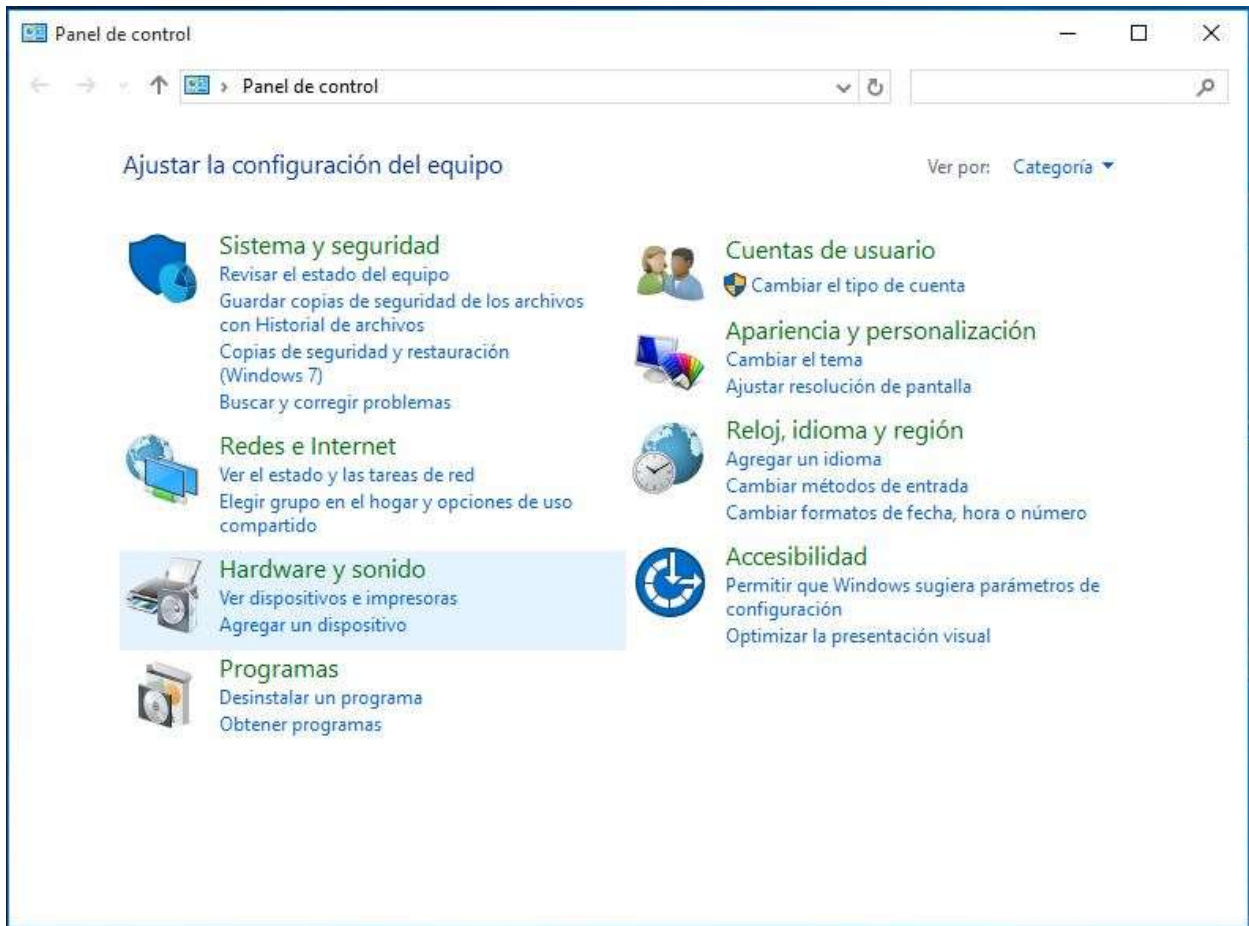 Panel de control
Panel de control
Ajustar la configuración del equipo
Ver por: Categoría
Sistema y seguridad
Revisar el estado del equipo
Guardar copias de seguridad de los archivos
con Historial de archivos
Copias de seguridad y restauración
(Windows 7)
Buscar y corregir problemas
Redes e Internet
Ver el estado y las tareas de red
Elegir grupo en el hogar y opciones de uso
compartido
Hardware y sonido
Ver dispositivos e impresoras
Agregar un dispositivo
Programas
Desinstalar un programa
Obtener programas
Cuentas de usuario
Cambiar el tipo de cuenta
Apariencia y personalización
Cambiar el tema
Ajustar resolución de pantalla
Reloj, idioma y región
Agregar un idioma
Cambiar métodos de entrada
Cambiar formatos de fecha, hora o número
Accesibilidad
Permitir que Windows sugiera parámetros de
configuración
Optimizar la presentación visual